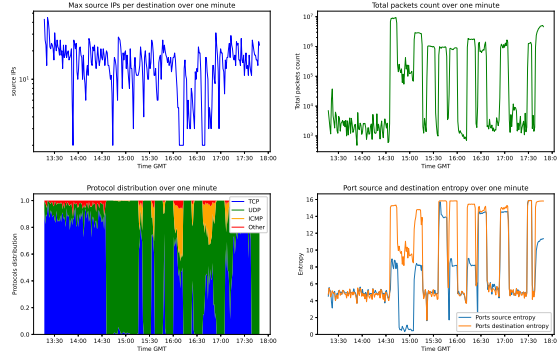 Max source IPs per destination over one minute
source IPs
10¹
13:30 14:00 14:30 15:00 15:30 16:00 16:30 17:00 17:30 18:00
Time GMT
Total packets count over one minute
Total packets count
10⁷
10⁶
10⁵
10⁴
10³
13:30 14:00 14:30 15:00 15:30 16:00 16:30 17:00 17:30 18:00
Time GMT
Protocol distribution over one minute
Protocols distribution
1.0
0.8
0.6
0.4
0.2
0.0
TCP
UDP
ICMP
Other
13:30 14:00 14:30 15:00 15:30 16:00 16:30 17:00 17:30 18:00
Time GMT
Port source and destination entropy over one minute
Entropy
16
14
12
10
8
6
4
2
0
Ports source entropy
Ports destination entropy
13:30 14:00 14:30 15:00 15:30 16:00 16:30 17:00 17:30
Time GMT